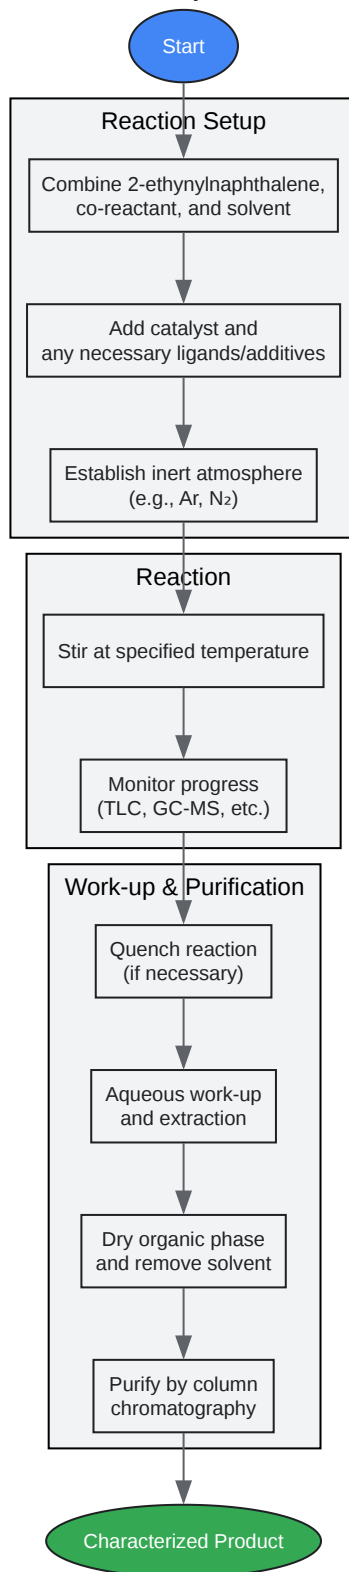 Start
Reaction Setup
Combine 2-ethynylnaphthalene,
co-reactant, and solvent
Add catalyst and
any necessary ligands/additives
Establish inert atmosphere
(e.g., Ar, N₂)
Reaction
Stir at specified temperature
Monitor progress
(TLC, GC-MS, etc.)
Work-up & Purification
Quench reaction
(if necessary)
Aqueous work-up
and extraction
Dry organic phase
and remove solvent
Purify by column
chromatography
Characterized Product